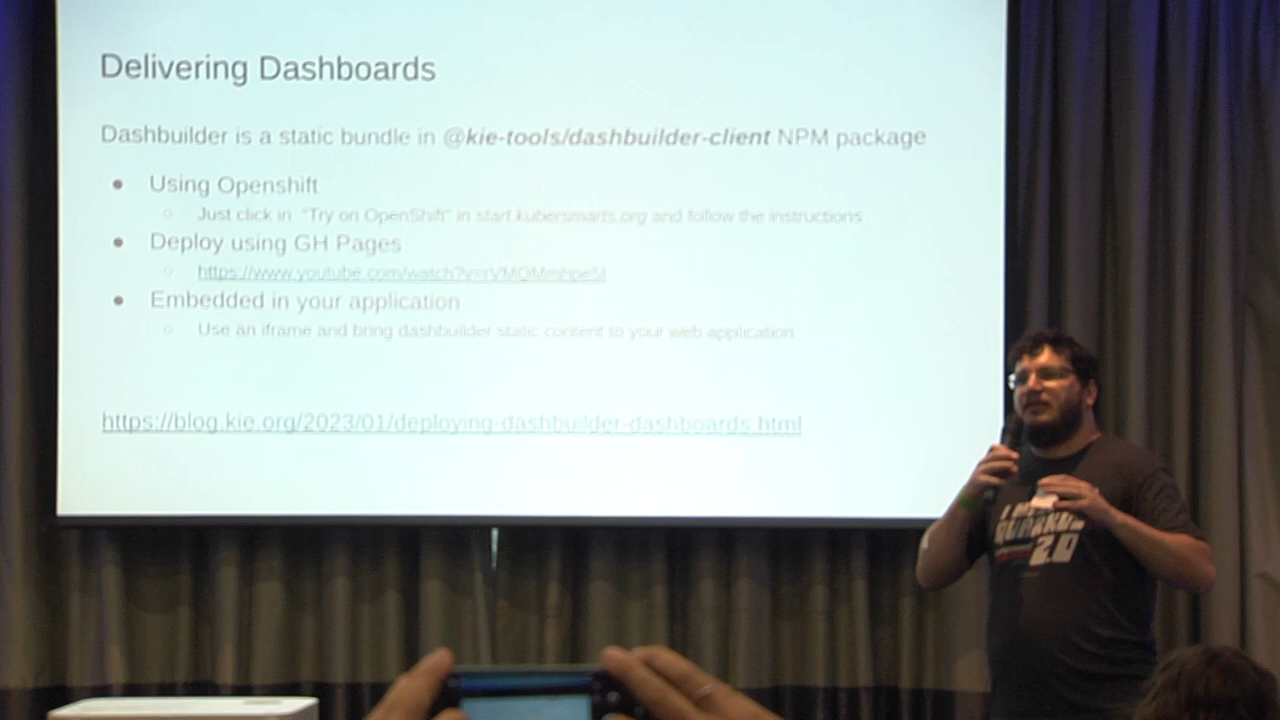 Delivering Dashboards
Dashbuilder is a static bundle in @kie-tools/dashbuilder-client NPM package
● Using Openshift
○ Just click in "Try on OpenShift" in start.kubersmarts.org and follow the instructions
● Deploy using GH Pages
○ https://www.youtube.com/watch?v=
● Embedded in your application
○ Use an iframe and bring dashbuilder static content to your web application
https://blog.kie.org/2023/01/deploying-dashbuilder-dashboards.html
QUARKUS
2.0